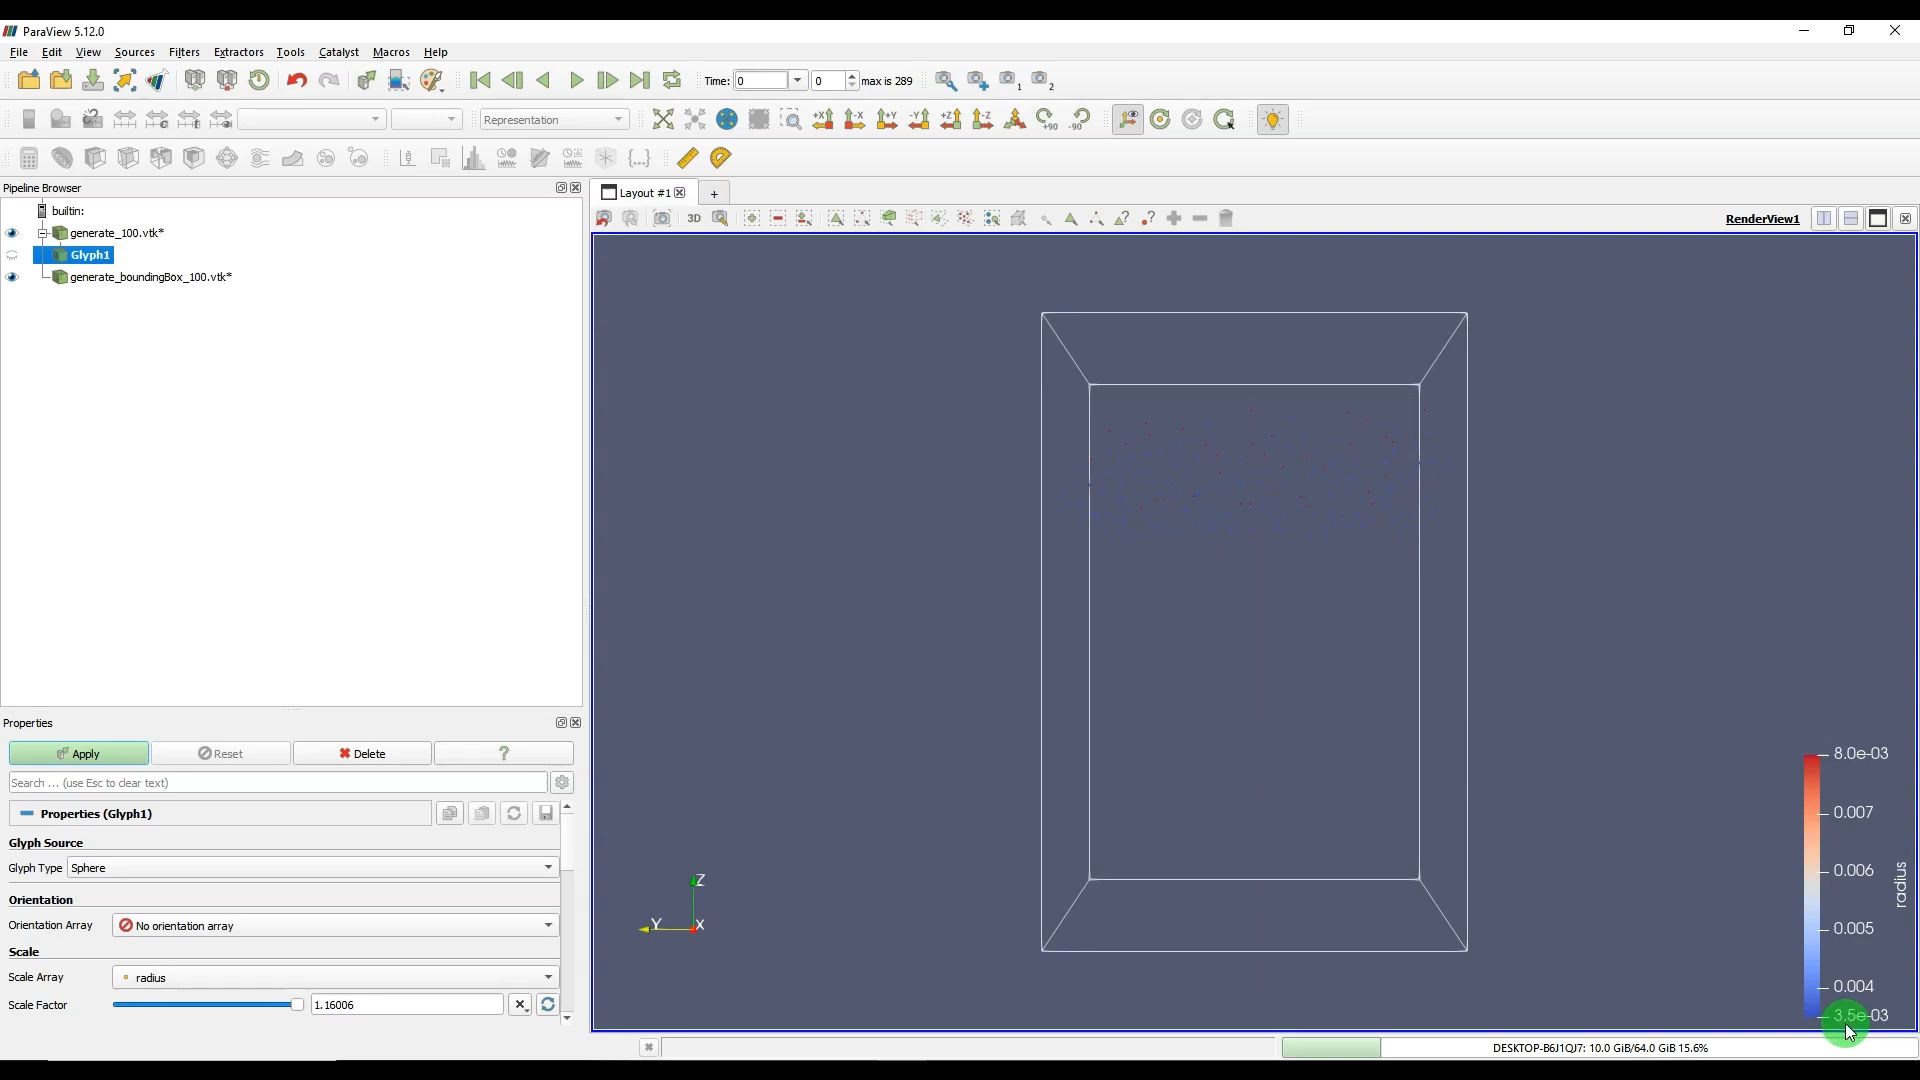 ParaView 5.12.0
File Edit View Sources Filters Extractors Tools Catalyst Macros Help
Time: 0 0 max is 289 1 2
Representation +X -X +Y -Y +Z -Z +90 -90
Pipeline Browser
Layout #1 +
builtin:
3D RenderView1
generate_100.vtk*
Glyph1
generate_boundingBox_100.vtk*
Properties
Apply Reset Delete ?
Search ... (use Esc to clear text)
Properties (Glyph1)
Glyph Source
Glyph Type Sphere
Orientation
Orientation Array No orientation array
Scale
Scale Array radius
Scale Factor 1.16006
Z
Y X
8.0e-03
0.007
0.006
0.005
0.004
3.5e-03
radius
DESKTOP-B6J1QJ7: 10.0 GiB/64.0 GiB 15.6%